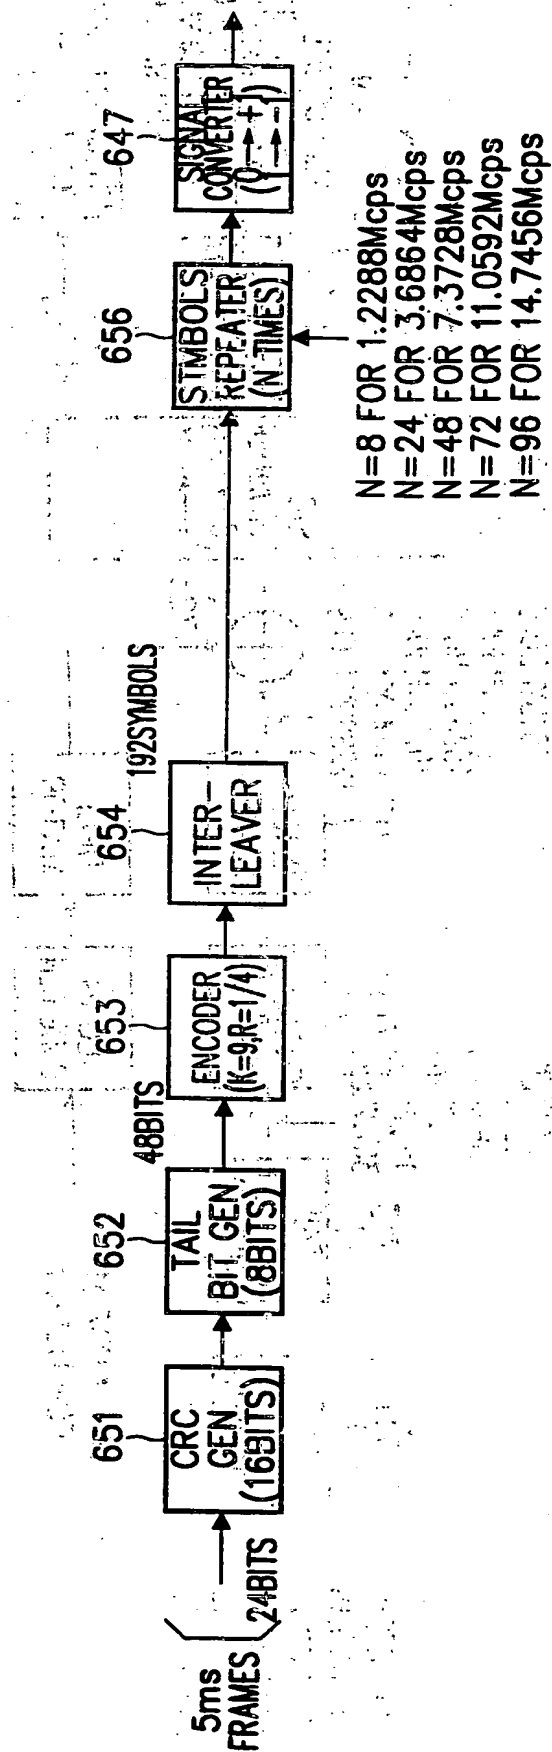 5ms
FRAMES
24BITS
651
CRC
GEN
(16BITS)
652
TAIL
BIT GEN
(8BITS)
48BITS
653
ENCODER
(K=9,R=1/4)
654
INTER-
LEAVER
192SYMBOLS
656
STMBOLS
REPEATER
(N TIMES)
N=8 FOR 1.2288Mcps
N=24 FOR 3.6864Mcps
N=48 FOR 7.3728Mcps
N=72 FOR 11.0592Mcps
N=96 FOR 14.7456Mcps
647
SIGNAL
CONVERTER
(0→+)
(1→-)